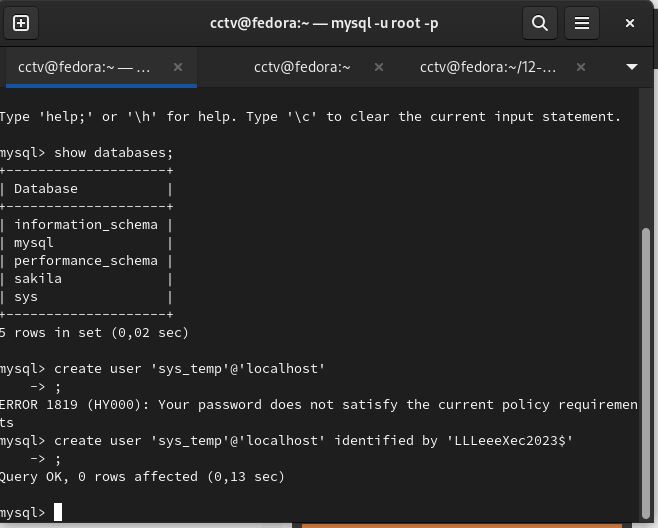 cctv@fedora:~ — mysql -u root -p
cctv@fedora:~ — ...
cctv@fedora:~
cctv@fedora:~/12-...
Type 'help;' or '\h' for help. Type '\c' to clear the current input statement.
mysql> show databases;
+--------------------+
| Database           |
+--------------------+
| information_schema |
| mysql              |
| performance_schema |
| sakila             |
| sys                |
+--------------------+
5 rows in set (0,02 sec)
mysql> create user 'sys_temp'@'localhost'
    -> ;
ERROR 1819 (HY000): Your password does not satisfy the current policy requiremen
ts
mysql> create user 'sys_temp'@'localhost' identified by 'LLLeeeXec2023$'
    -> ;
Query OK, 0 rows affected (0,13 sec)
mysql>